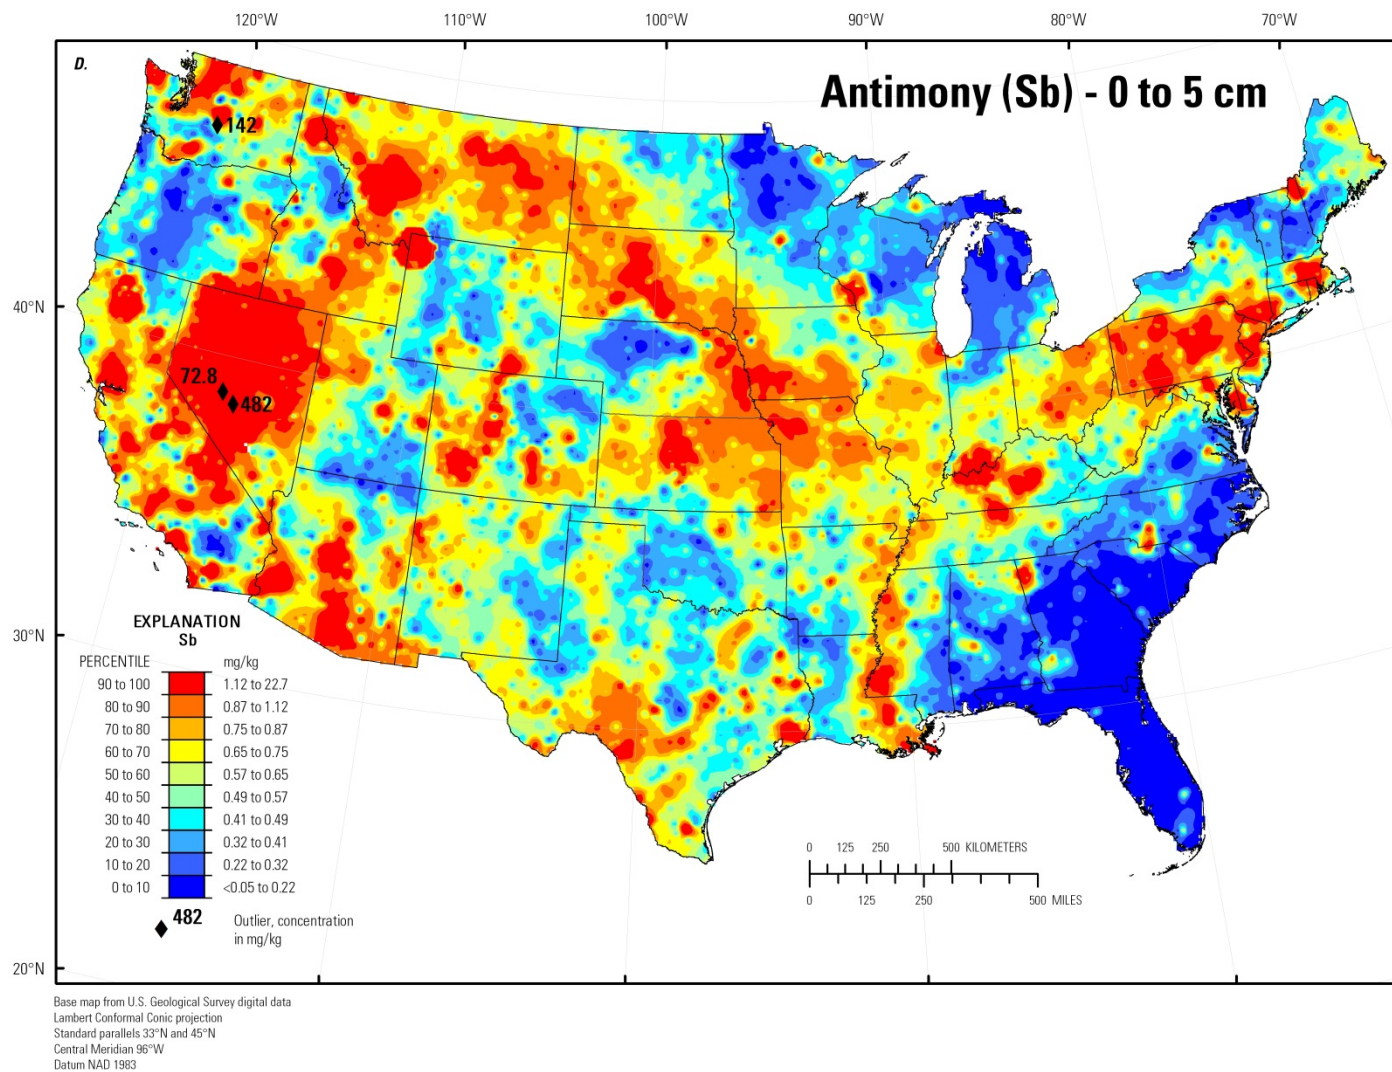 120°W 110°W 100°W 90°W 80°W 70°W
D.
Antimony (Sb) - 0 to 5 cm
142
40°N
72.8
482
30°N
EXPLANATION
Sb
PERCENTILE mg/kg
90 to 100 1.12 to 22.7
80 to 90 0.87 to 1.12
70 to 80 0.75 to 0.87
60 to 70 0.65 to 0.75
50 to 60 0.57 to 0.65
40 to 50 0.49 to 0.57
30 to 40 0.41 to 0.49
20 to 30 0.32 to 0.41
10 to 20 0.22 to 0.32
0 to 10 <0.05 to 0.22
482 Outlier, concentration
in mg/kg
0 125 250 500 KILOMETERS
0 125 250 500 MILES
20°N
Base map from U.S. Geological Survey digital data
Lambert Conformal Conic projection
Standard parallels 33°N and 45°N
Central Meridian 96°W
Datum NAD 1983